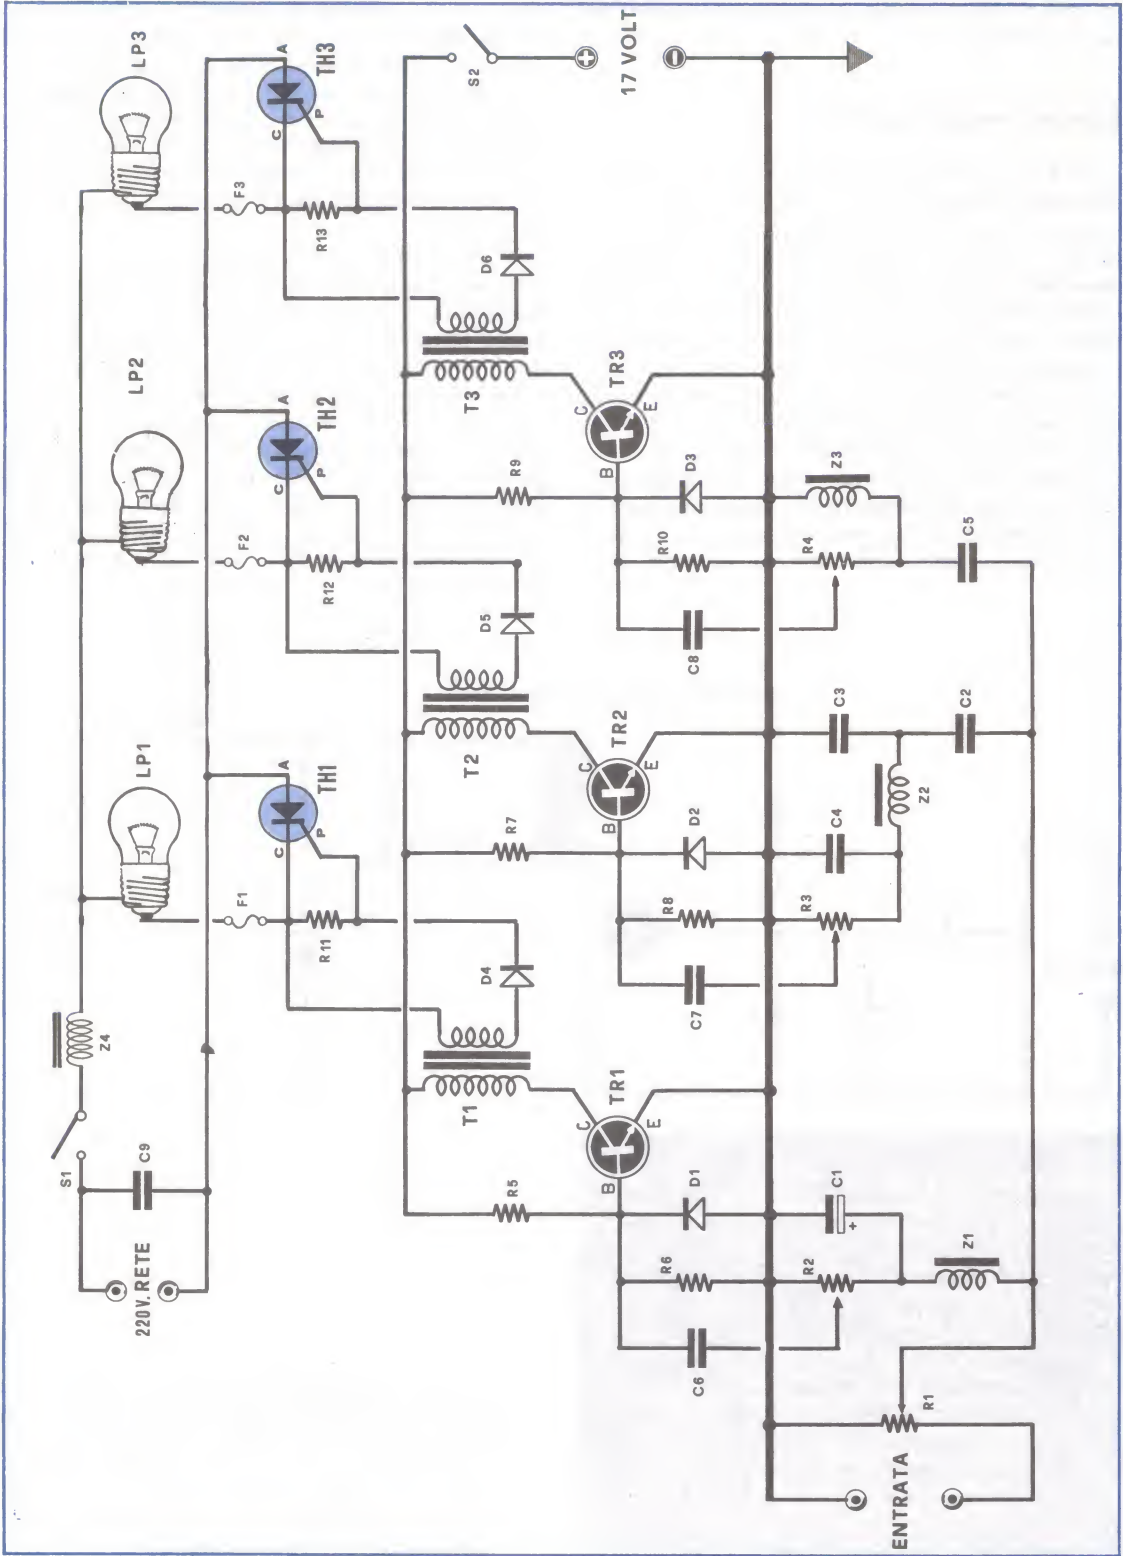 LP1
LP2
LP3
S1
Z4
C9
220V. RETE
F1
F2
F3
C
A
P
TH1
C
A
P
TH2
C
A
P
TH3
R11
R12
R13
S2
17 VOLT
+
-
D4
D5
D6
T1
T2
T3
R5
R7
R9
B
C
E
TR1
B
C
E
TR2
B
C
E
TR3
C6
R6
D1
C7
R8
D2
C8
R10
D3
R2
C1
+
Z1
R3
C4
C3
Z2
C2
R4
Z3
C5
ENTRATA
R1